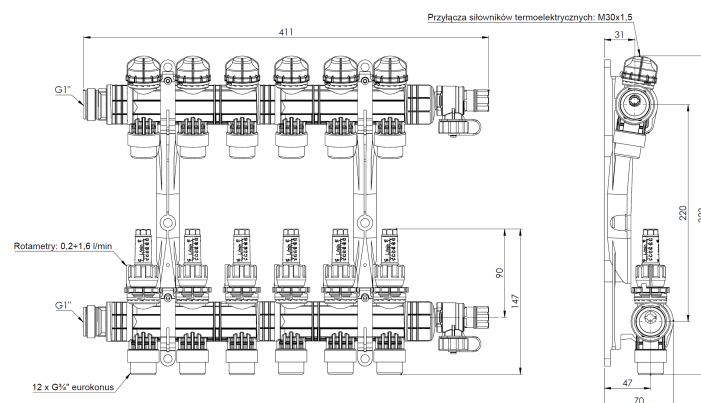 Przyłącza siłowników termoelektrycznych: M30x1,5
411
31
G1"
220
Rotametry: 0,2÷1,6 l/min
90
147
G1"
12 x G¾" eurokonus
47
70